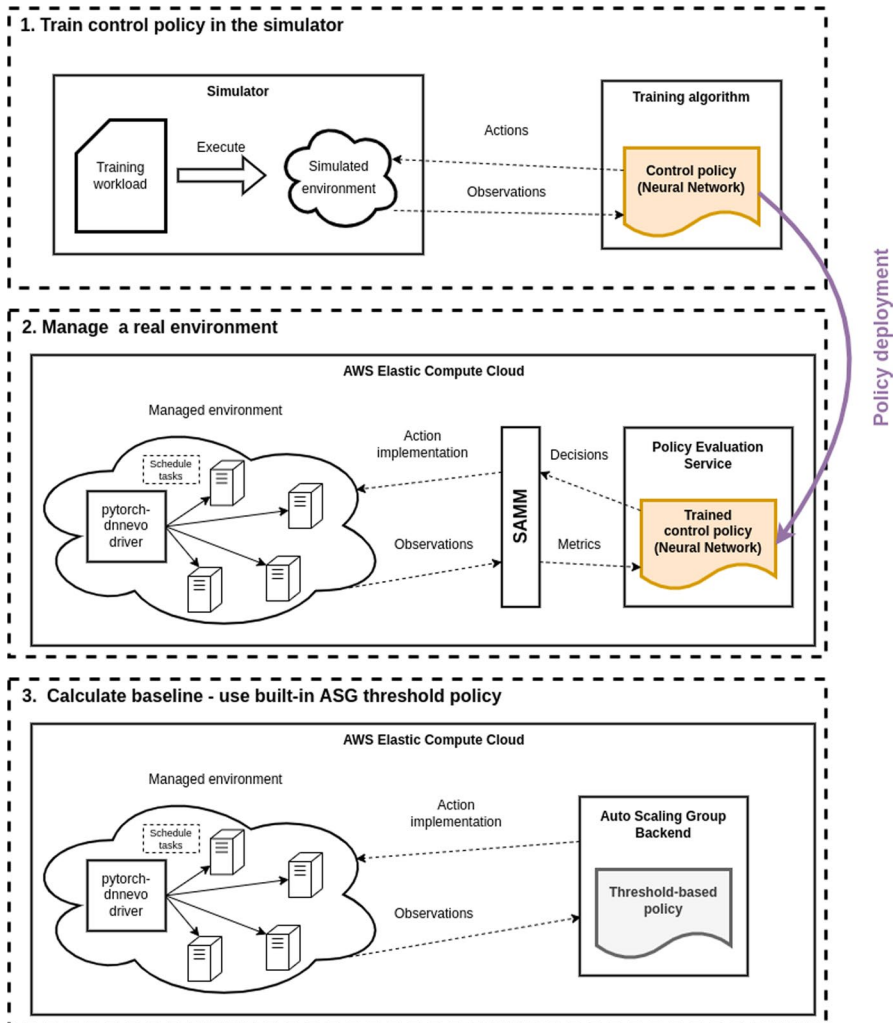 1. Train control policy in the simulator
Simulator
Training
workload
Execute
Simulated
environment
Actions
Observations
Training algorithm
Control policy
(Neural Network)
Policy deployment
2. Manage  a real environment
AWS Elastic Compute Cloud
Managed environment
Schedule
tasks
pytorch-
dnnevo
driver
Action
implementation
Observations
SAMM
Decisions
Metrics
Policy Evaluation
Service
Trained
control policy
(Neural Network)
3.  Calculate baseline - use built-in ASG threshold policy
AWS Elastic Compute Cloud
Managed environment
Schedule
tasks
pytorch-
dnnevo
driver
Action
implementation
Observations
Auto Scaling Group
Backend
Threshold-based
policy